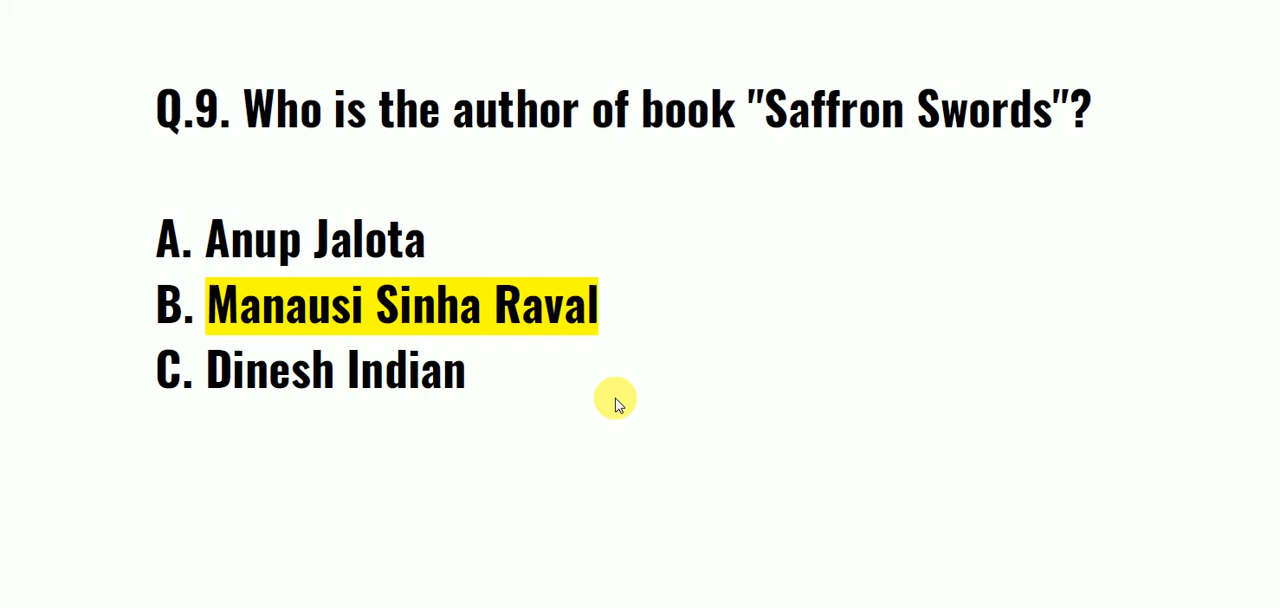 Q.9. Who is the author of book "Saffron Swords"?
A. Anup Jalota
B. Manausi Sinha Raval
C. Dinesh Indian